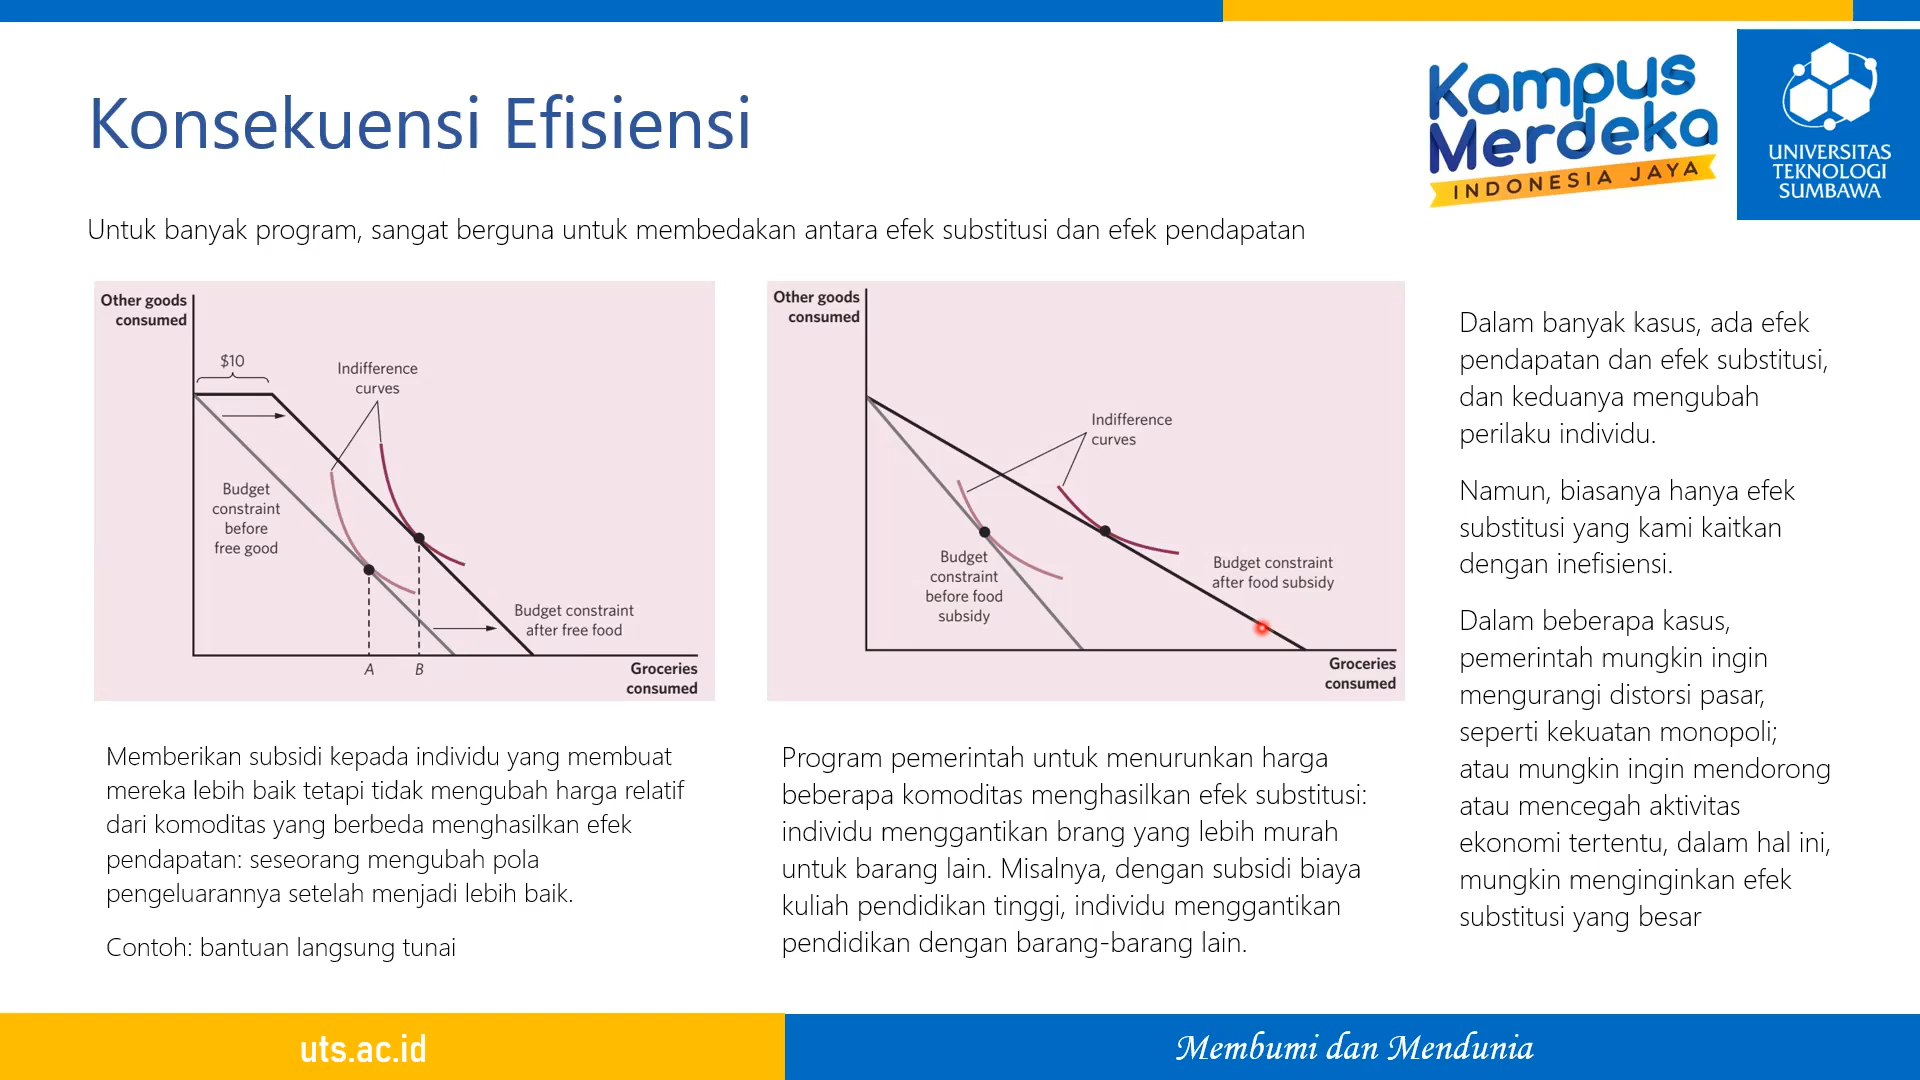 Konsekuensi Efisiensi
Kampus
Merdeka
INDONESIA JAYA
UNIVERSITAS
TEKNOLOGI
SUMBAWA
Untuk banyak program, sangat berguna untuk membedakan antara efek substitusi dan efek pendapatan
Other goods
consumed
$10
Indifference
curves
Budget
constraint
before
free good
Budget constraint
after free food
A
B
Groceries
consumed
Other goods
consumed
Indifference
curves
Budget
constraint
before food
subsidy
Budget constraint
after food subsidy
Groceries
consumed
Memberikan subsidi kepada individu yang membuat
mereka lebih baik tetapi tidak mengubah harga relatif
dari komoditas yang berbeda menghasilkan efek
pendapatan: seseorang mengubah pola
pengeluarannya setelah menjadi lebih baik.
Contoh: bantuan langsung tunai
Program pemerintah untuk menurunkan harga
beberapa komoditas menghasilkan efek substitusi:
individu menggantikan brang yang lebih murah
untuk barang lain. Misalnya, dengan subsidi biaya
kuliah pendidikan tinggi, individu menggantikan
pendidikan dengan barang-barang lain.
Dalam banyak kasus, ada efek
pendapatan dan efek substitusi,
dan keduanya mengubah
perilaku individu.
Namun, biasanya hanya efek
substitusi yang kami kaitkan
dengan inefisiensi.
Dalam beberapa kasus,
pemerintah mungkin ingin
mengurangi distorsi pasar,
seperti kekuatan monopoli;
atau mungkin ingin mendorong
atau mencegah aktivitas
ekonomi tertentu, dalam hal ini,
mungkin menginginkan efek
substitusi yang besar
uts.ac.id
Membumi dan Mendunia